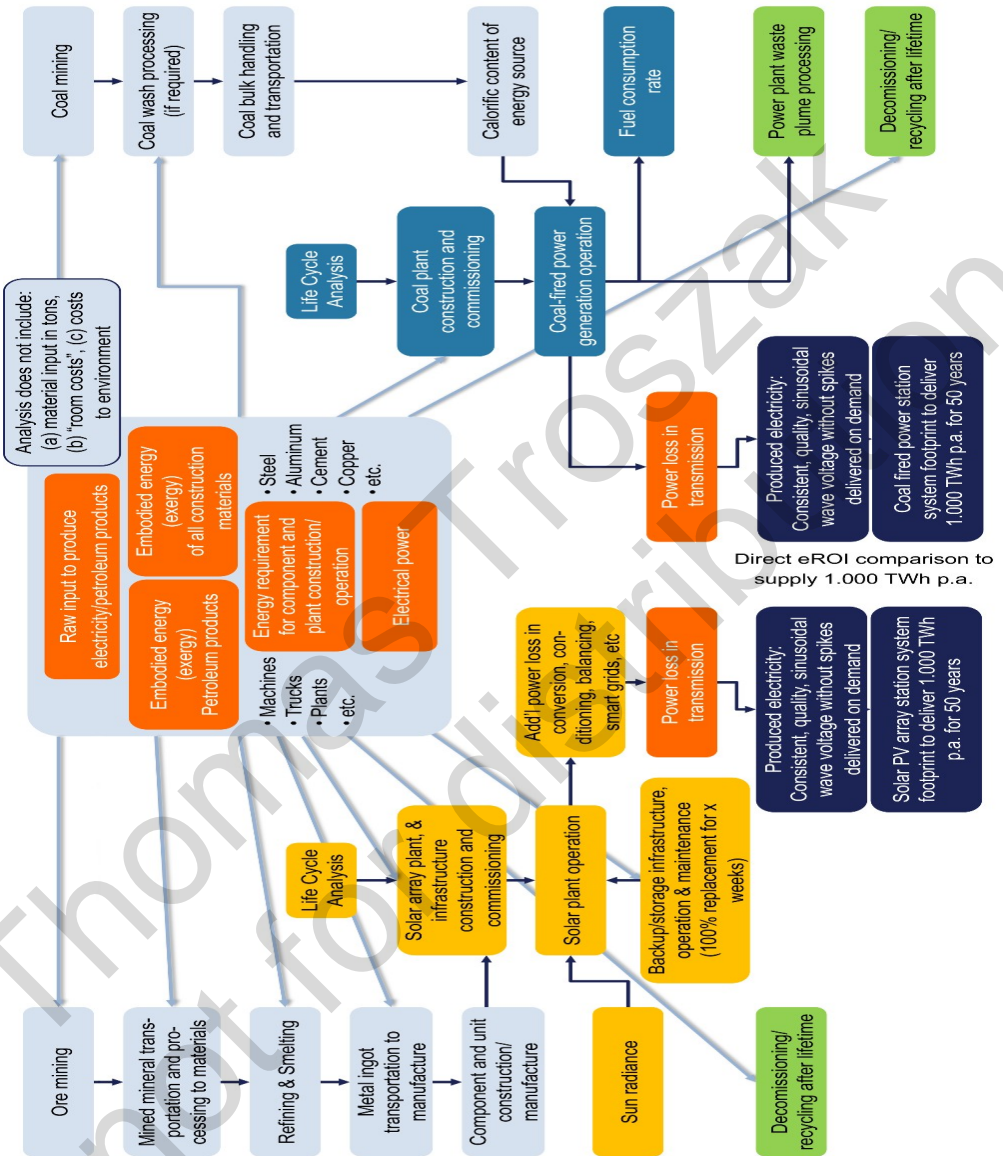 Analysis does not include:
(a) material input in tons,
(b) "room costs", (c) costs
to environment
Raw input to produce
electricity/petroleum products
Embodied energy
(exergy)
Petroleum products
Embodied energy
(exergy)
of all construction
materials
• Machines
• Trucks
• Plants
• etc.
Energy requirement
for component and
plant construction/
operation
• Steel
• Aluminum
• Cement
• Copper
• etc.
Electrical power
Ore mining
Mined mineral trans-
portation and pro-
cessing to materials
Refining & Smelting
Metal ingot
transportation to
manufacture
Component and unit
construction/
manufacture
Sun radiance
Decomissioning/
recycling after lifetime
Life Cycle
Analysis
Solar array plant, &
infrastructure
construction and
commissioning
Solar plant operation
Backup/storage infrastructure,
operation & maintenance
(100% replacement for x
weeks)
Add'l power loss in
conversion, con-
ditioning, balancing,
smart grids, etc
Power loss in
transmission
Produced electricity:
Consistent, quality, sinusoidal
wave voltage without spikes
delivered on demand
Solar PV array station system
footprint to deliver 1.000 TWh
p.a. for 50 years
Direct eROI comparison to
supply 1.000 TWh p.a.
Coal mining
Coal wash processing
(if required)
Coal bulk handling
and transportation
Calorific content of
energy source
Life Cycle
Analysis
Coal plant
construction and
commissioning
Coal-fired power
generation operation
Fuel consumption
rate
Power plant waste
plume processing
Decomissioning/
recycling after lifetime
Power loss in
transmission
Produced electricity:
Consistent, quality, sinusoidal
wave voltage without spikes
delivered on demand
Coal fired power station
system footprint to deliver
1.000 TWh p.a. for 50 years
Thomas Troszak
not for distribution